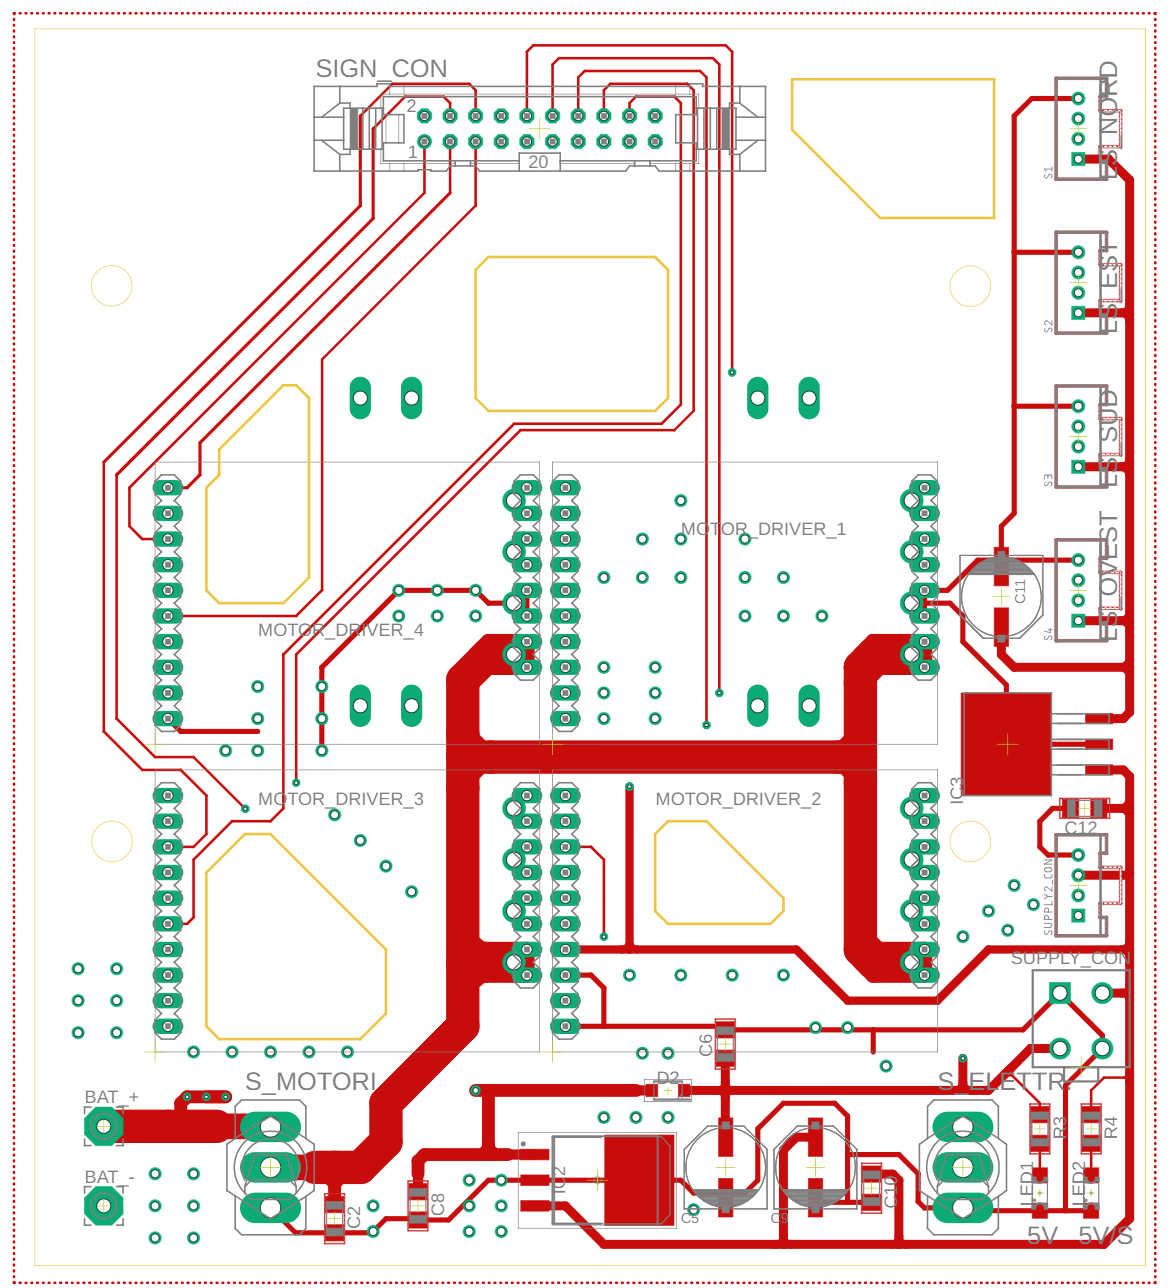 SIGN_CON
2
1
20
LS_NORD
S1
LS_EST
S2
LS_SUD
S3
LS_OVEST
S4
MOTOR_DRIVER_1
C11
MOTOR_DRIVER_4
IC3
MOTOR_DRIVER_3
MOTOR_DRIVER_2
C12
SUPPLY2_CON
SUPPLY_CON
C6
S_MOTORI
D2
S_ELETTR.
BAT_+
R3
R4
BAT_-
IC2
LED1
LED2
C2
C8
C5
C9
C10
5V
5V/S